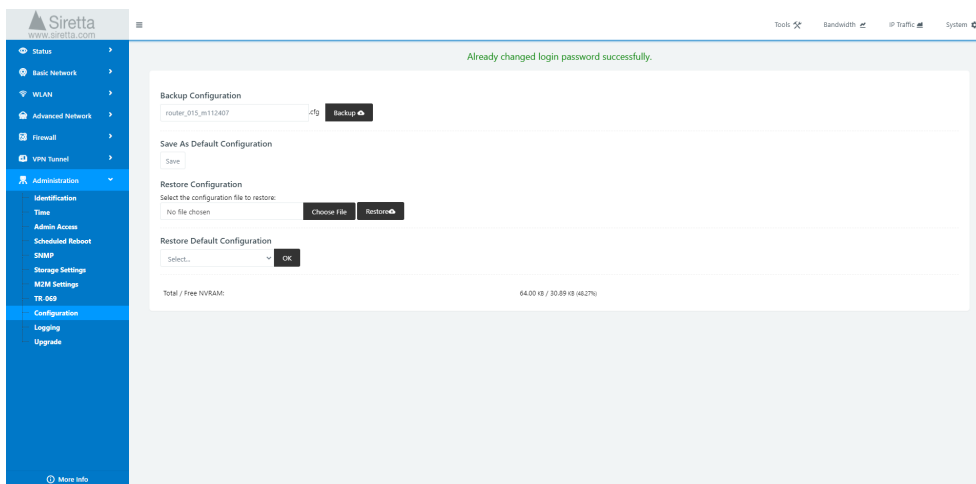 Siretta
www.siretta.com
Tools
Bandwidth
IP Traffic
System
Status
Basic Network
WLAN
Advanced Network
Firewall
VPN Tunnel
Administration
Identification
Time
Admin Access
Scheduled Reboot
SNMP
Storage Settings
M2M Settings
TR-069
Configuration
Logging
Upgrade
More Info
Already changed login password successfully.
Backup Configuration
router_015_m112407 .cfg Backup
Save As Default Configuration
Save
Restore Configuration
Select the configuration file to restore:
No file chosen Choose File Restore
Restore Default Configuration
Select... OK
Total / Free NVRAM: 64.00 KB / 30.89 KB (48.27%)